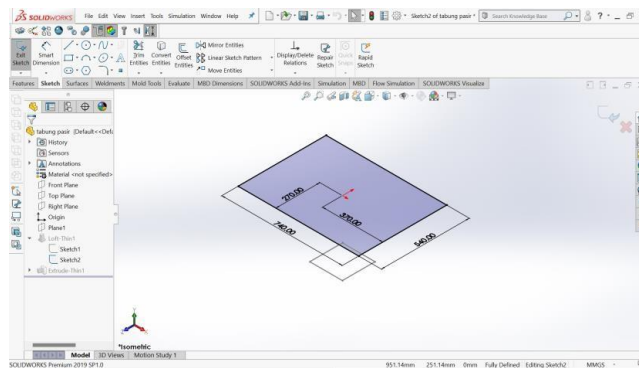 SOLIDWORKS File Edit View Insert Tools Simulation Window Help Sketch2 of tabung pasir * Search Knowledge Base
Exit Sketch
Smart Dimension
Trim Entities
Convert Entities
Offset Entities
Mirror Entities
Linear Sketch Pattern
Move Entities
Display/Delete Relations
Repair Sketch
Quick Snaps
Rapid Sketch
Features Sketch Surfaces Weldments Mold Tools Evaluate MBD Dimensions SOLIDWORKS Add-Ins Simulation MBD Flow Simulation SOLIDWORKS Visualize
tabung pasir (Default<<Defa
History
Sensors
Annotations
Material <not specified>
Front Plane
Top Plane
Right Plane
Origin
Plane1
Loft-Thin1
Sketch1
Sketch2
Extrude-Thin1
270.00
370.00
740.00
540.00
*Isometric
Model 3D Views Motion Study 1
SOLIDWORKS Premium 2019 SP1.0 951.14mm 251.14mm 0mm Fully Defined Editing Sketch2 MMGS